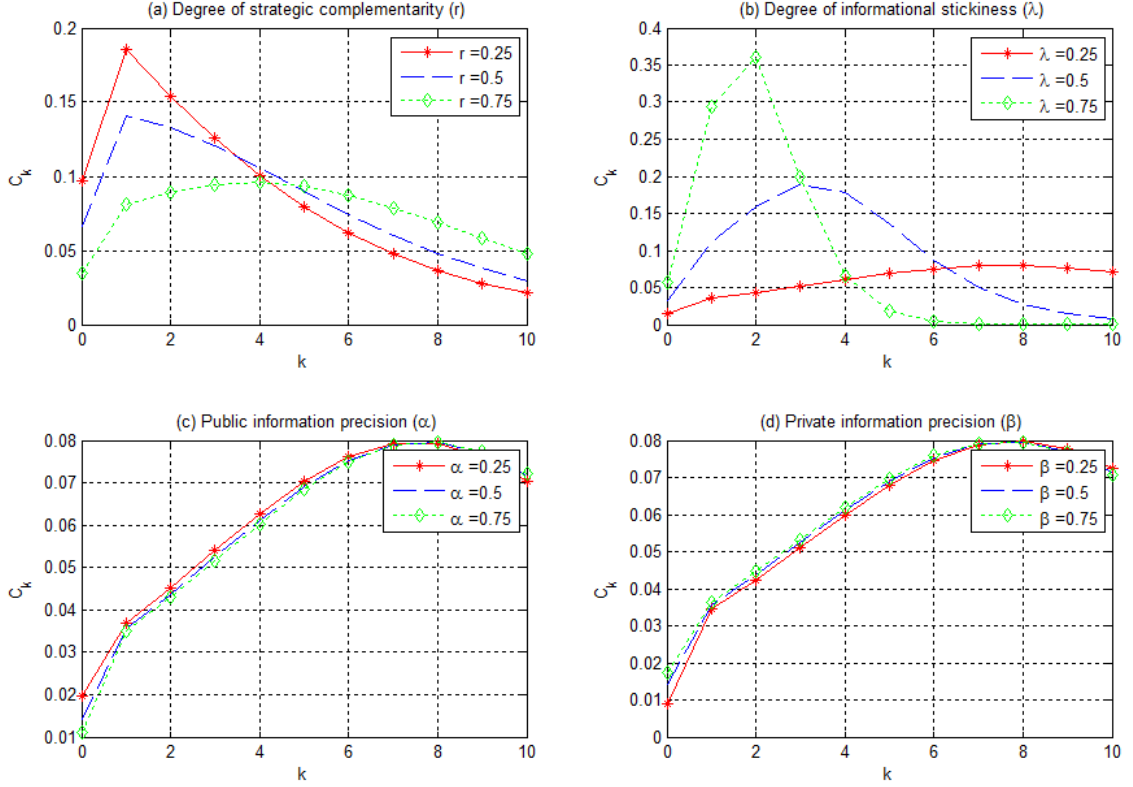 (a) Degree of strategic complementarity (r)
0.2
0.15
0.1
0.05
0
C_k
r =0.25
r =0.5
r =0.75
0 2 4 6 8 10
k
(b) Degree of informational stickiness (λ)
0.4
0.35
0.3
0.25
0.2
0.15
0.1
0.05
0
C_k
λ =0.25
λ =0.5
λ =0.75
0 2 4 6 8 10
k
(c) Public information precision (α)
0.08
0.07
0.06
0.05
0.04
0.03
0.02
0.01
C_k
α =0.25
α =0.5
α =0.75
0 2 4 6 8 10
k
(d) Private information precision (β)
0.08
0.07
0.06
0.05
0.04
0.03
0.02
0.01
0
C_k
β =0.25
β =0.5
β =0.75
0 2 4 6 8 10
k